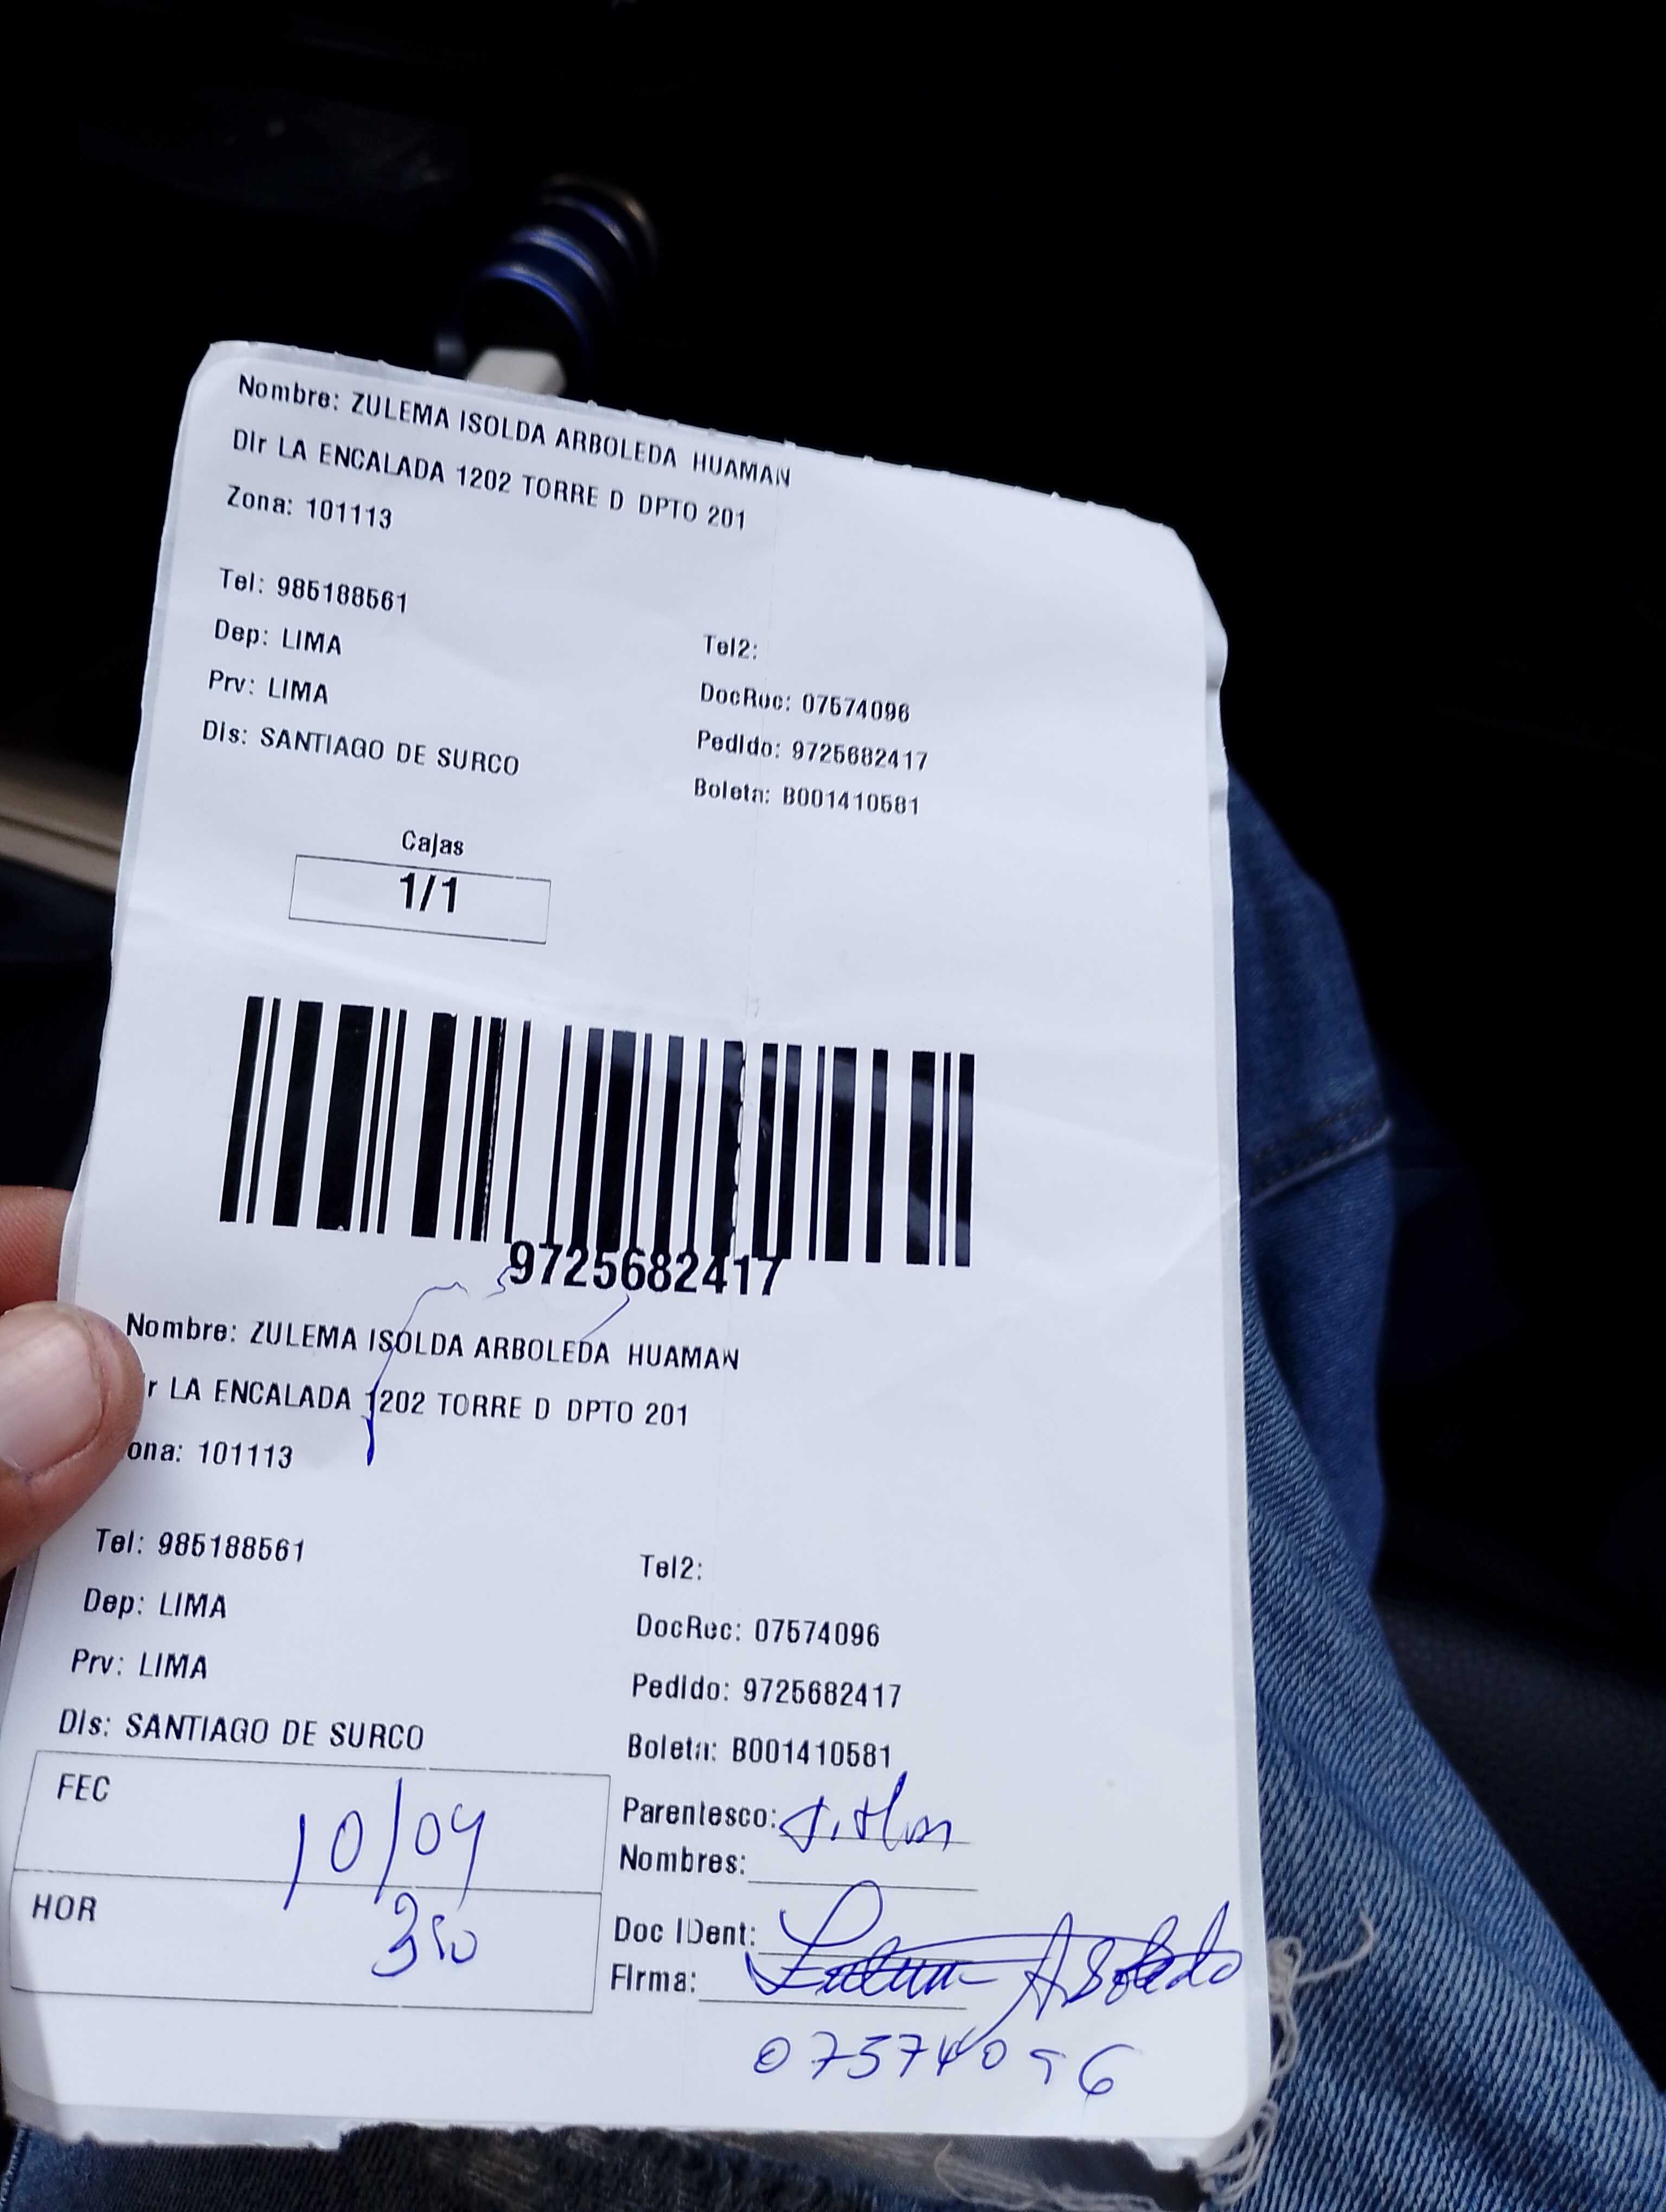 Nombre: ZULEMA ISOLDA ARBOLEDA HUAMAN
Dir LA ENCALADA 1202 TORRE D DPTO 201
Zona: 101113
Tel: 985188561
Tel2:
Dep: LIMA
DocRec: 07574096
Prv: LIMA
Pedido: 9725682417
Dis: SANTIAGO DE SURCO
Boleta: B001410581
Cajas
1/1
9725682417
Nombre: ZULEMA ISOLDA ARBOLEDA HUAMAN
r LA ENCALADA 1202 TORRE D DPTO 201
ona: 101113
Tel: 985188561
Tel2:
Dep: LIMA
DocRec: 07574096
Prv: LIMA
Pedido: 9725682417
Dis: SANTIAGO DE SURCO
Boleta: B001410581
FEC 10/04
Parentesco:
Nombres:
HOR
Doc IDent:
Firma: Arboleda
07574096